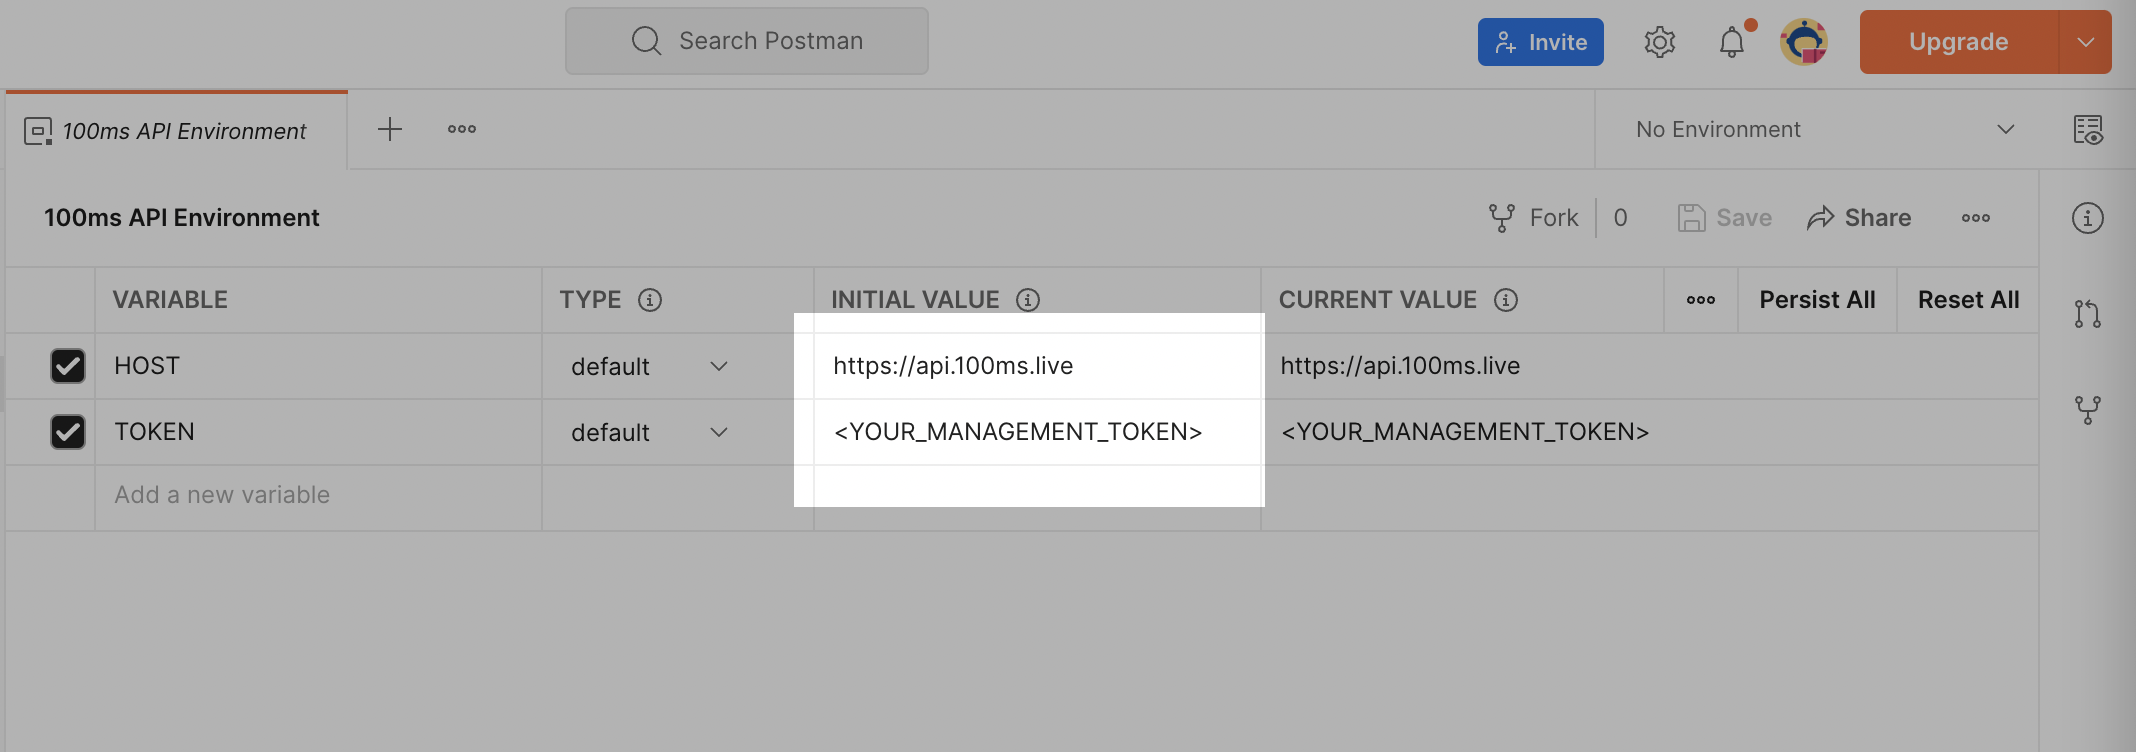 Search Postman
Invite
Upgrade
100ms API Environment
No Environment
100ms API Environment
Fork 0 Save Share
VARIABLE TYPE INITIAL VALUE CURRENT VALUE Persist All Reset All
HOST default https://api.100ms.live https://api.100ms.live
TOKEN default <YOUR_MANAGEMENT_TOKEN> <YOUR_MANAGEMENT_TOKEN>
Add a new variable